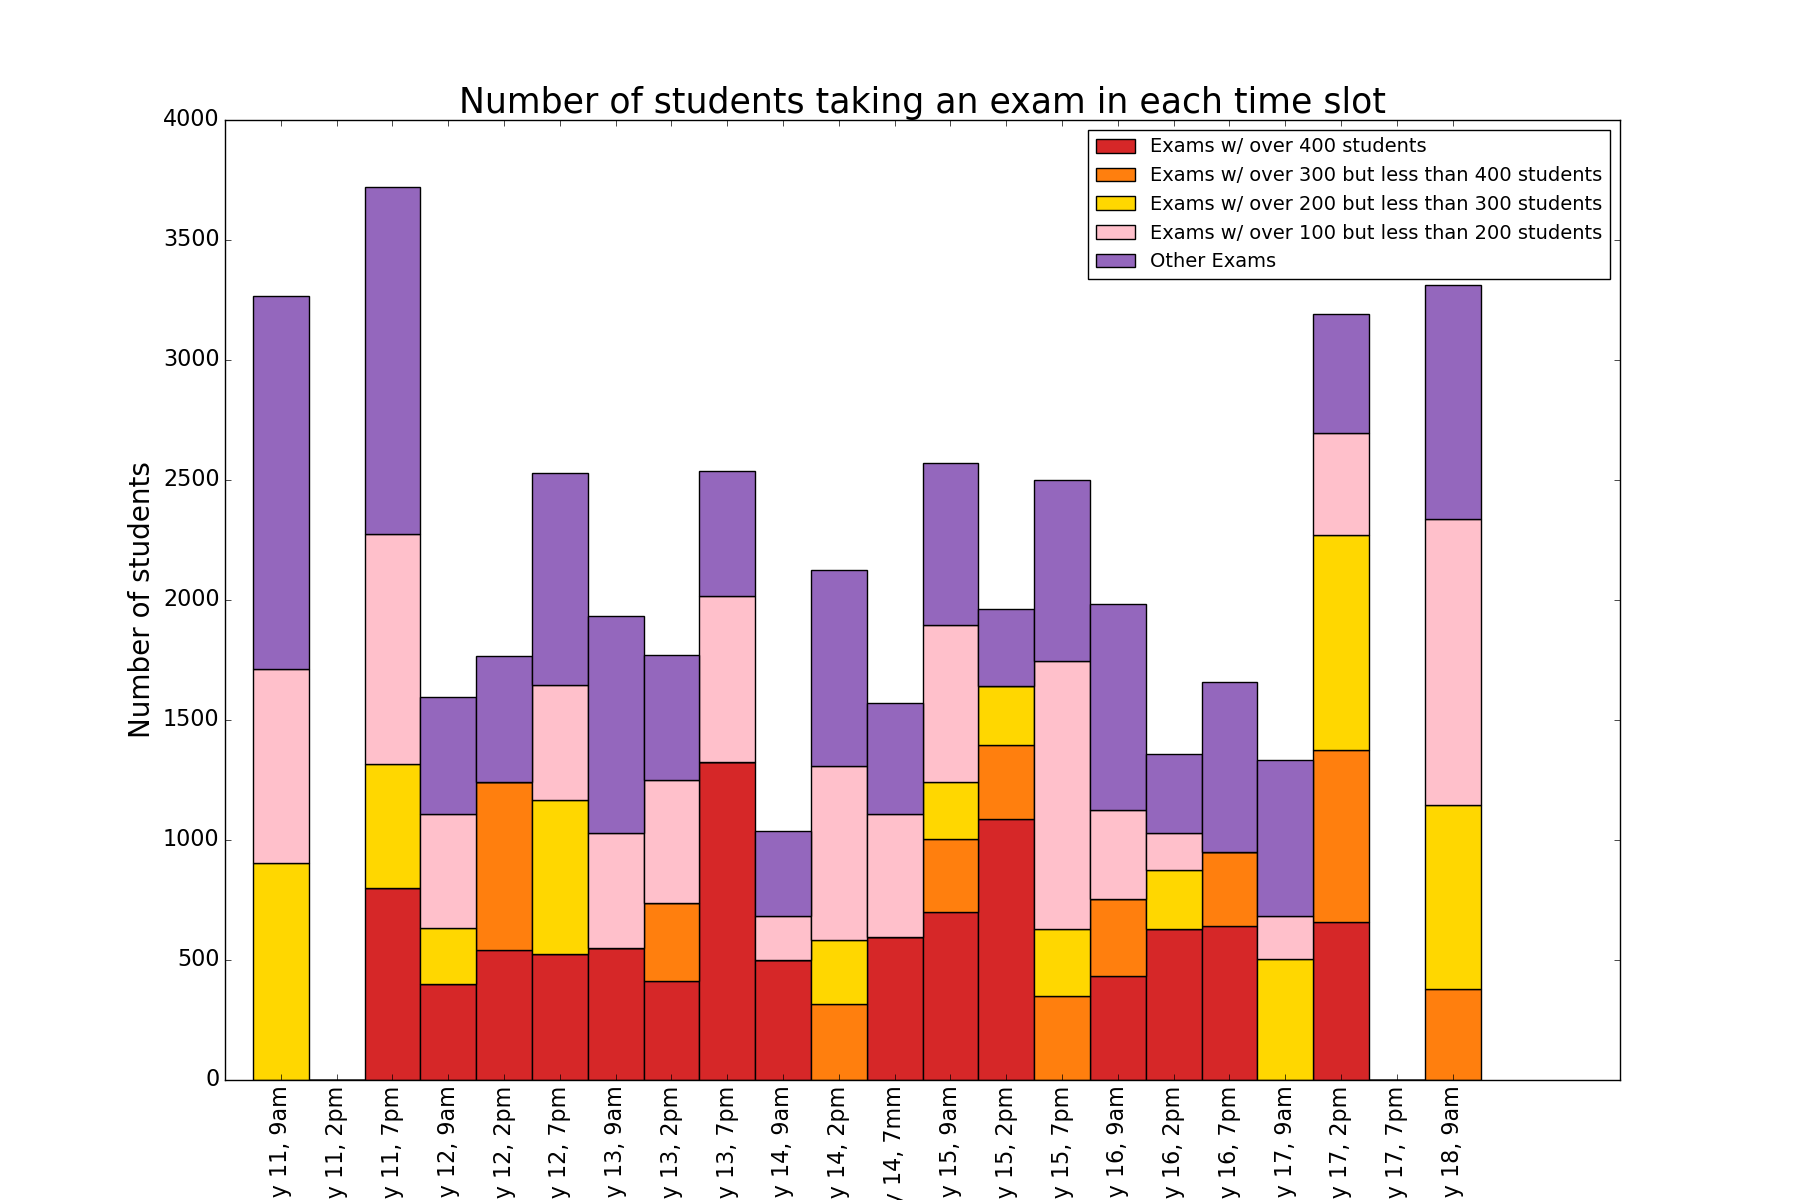 Number of students taking an exam in each time slot
Exams w/ over 400 students
Exams w/ over 300 but less than 400 students
Exams w/ over 200 but less than 300 students
Exams w/ over 100 but less than 200 students
Other Exams
Number of students
4000
3500
3000
2500
2000
1500
1000
500
0
y 11, 9am
y 11, 2pm
y 11, 7pm
y 12, 9am
y 12, 2pm
y 12, 7pm
y 13, 9am
y 13, 2pm
y 13, 7pm
y 14, 9am
y 14, 2pm
y 14, 7mm
y 15, 9am
y 15, 2pm
y 15, 7pm
y 16, 9am
y 16, 2pm
y 16, 7pm
y 17, 9am
y 17, 2pm
y 17, 7pm
y 18, 9am